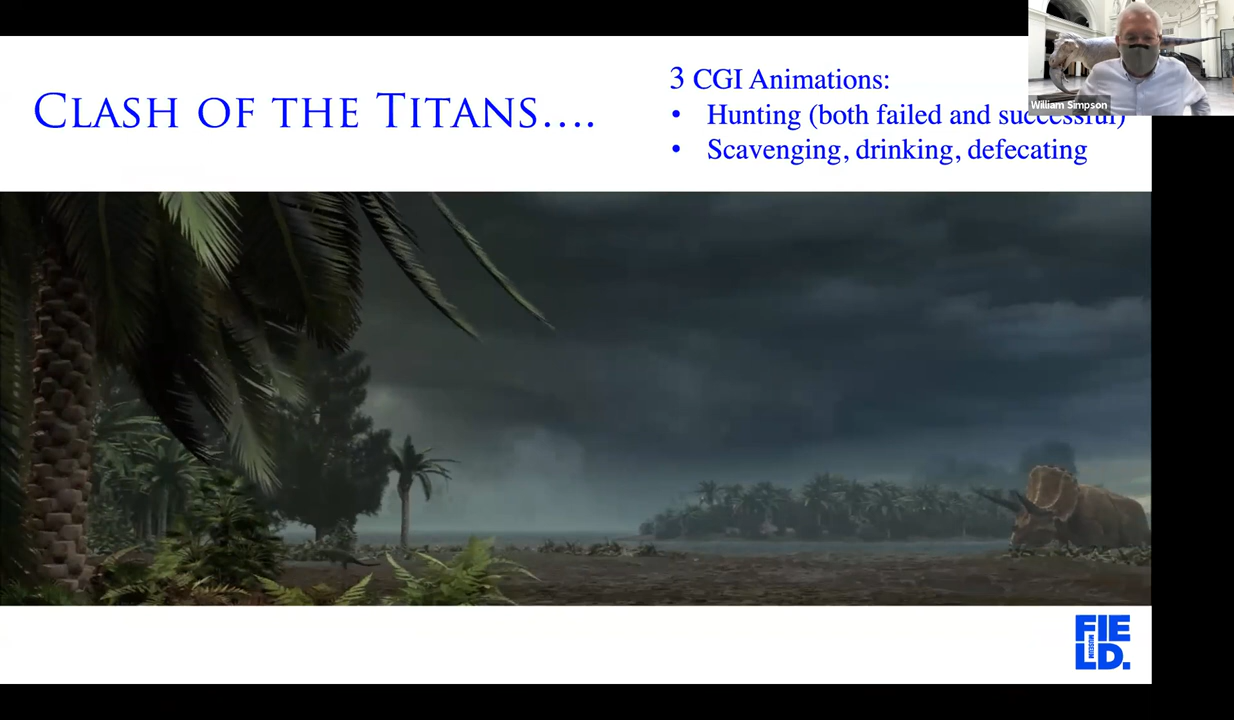 CLASH OF THE TITANS....
3 CGI Animations:
• Hunting (both failed and successful)
• Scavenging, drinking, defecating
William Simpson
FIE
LD.
MUSEUM